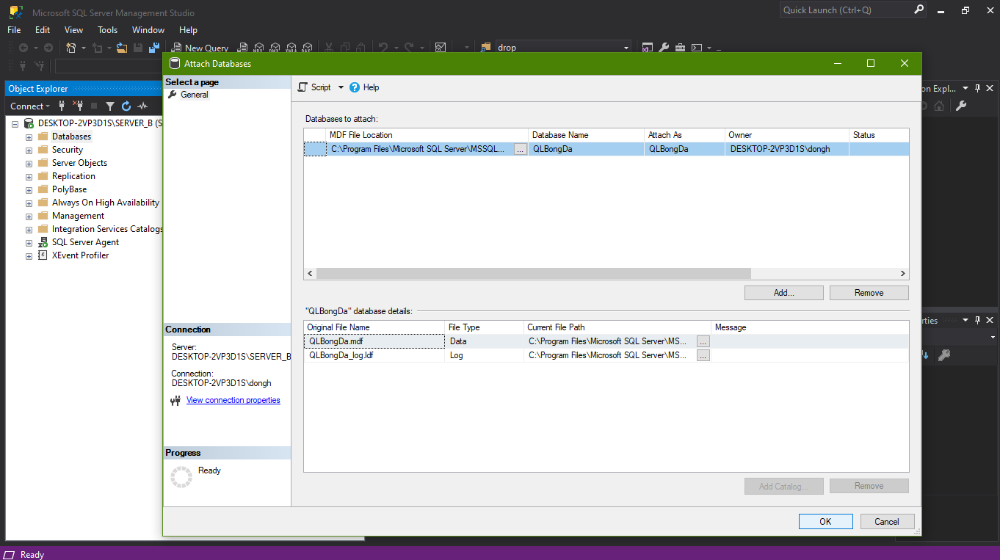 Microsoft SQL Server Management Studio
Quick Launch (Ctrl+Q)
File Edit View Tools Window Help
New Query
MDX DMX XMLA DAX
drop
Attach Databases
Object Explorer
Connect
DESKTOP-2VP3D1S\SERVER_B (S
Databases
Security
Server Objects
Replication
PolyBase
Always On High Availability
Management
Integration Services Catalogs
SQL Server Agent
XEvent Profiler
Select a page
General
Connection
Server:
DESKTOP-2VP3D1S\SERVER_B
Connection:
DESKTOP-2VP3D1S\dongh
View connection properties
Progress
Ready
Script Help
Databases to attach:
MDF File Location Database Name Attach As Owner Status
C:\Program Files\Microsoft SQL Server\MSSQL... ... QLBongDa QLBongDa DESKTOP-2VP3D1S\dongh
Add... Remove
"QLBongDa" database details:
Original File Name File Type Current File Path Message
QLBongDa.mdf Data C:\Program Files\Microsoft SQL Server\MS... ...
QLBongDa_log.ldf Log C:\Program Files\Microsoft SQL Server\MS... ...
Add Catalog... Remove
OK Cancel
on Expl...
rties
Ready